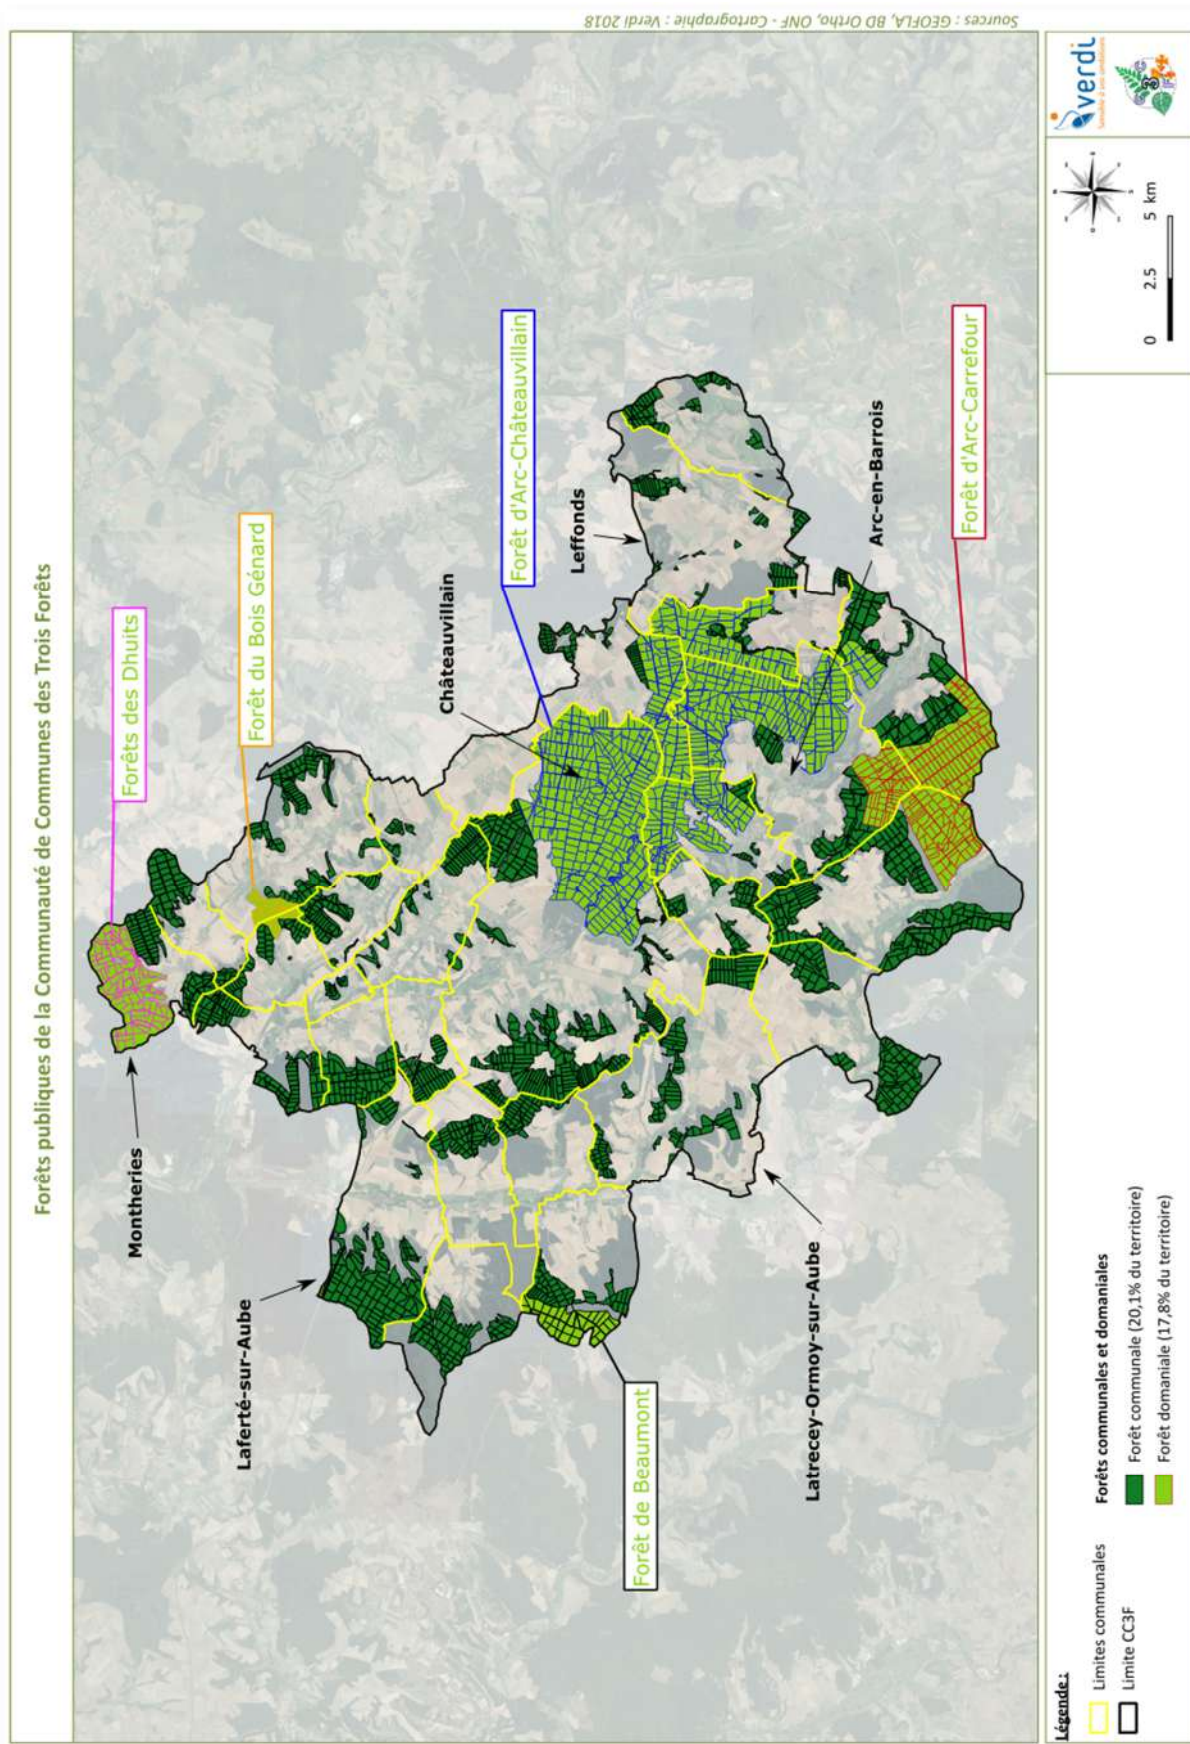 Forêts publiques de la Communauté de Communes des Trois Forêts
Forêts des Dhuits
Montheries
Forêt du Bois Génard
Laferté-sur-Aube
Châteauvillain
Forêt d'Arc-Châteauvillain
Leffonds
Forêt de Beaumont
Latrecey-Ormoy-sur-Aube
Arc-en-Barrois
Forêt d'Arc-Carrefour
Légende :
Limites communales
Limite CC3F
Forêts communales et domaniales
Forêt communale (20,1% du territoire)
Forêt domaniale (17,8% du territoire)
0 2.5 5 km
verdi
Sources : GEOFLA, BD Ortho, ONF - Cartographie : Verdi 2018